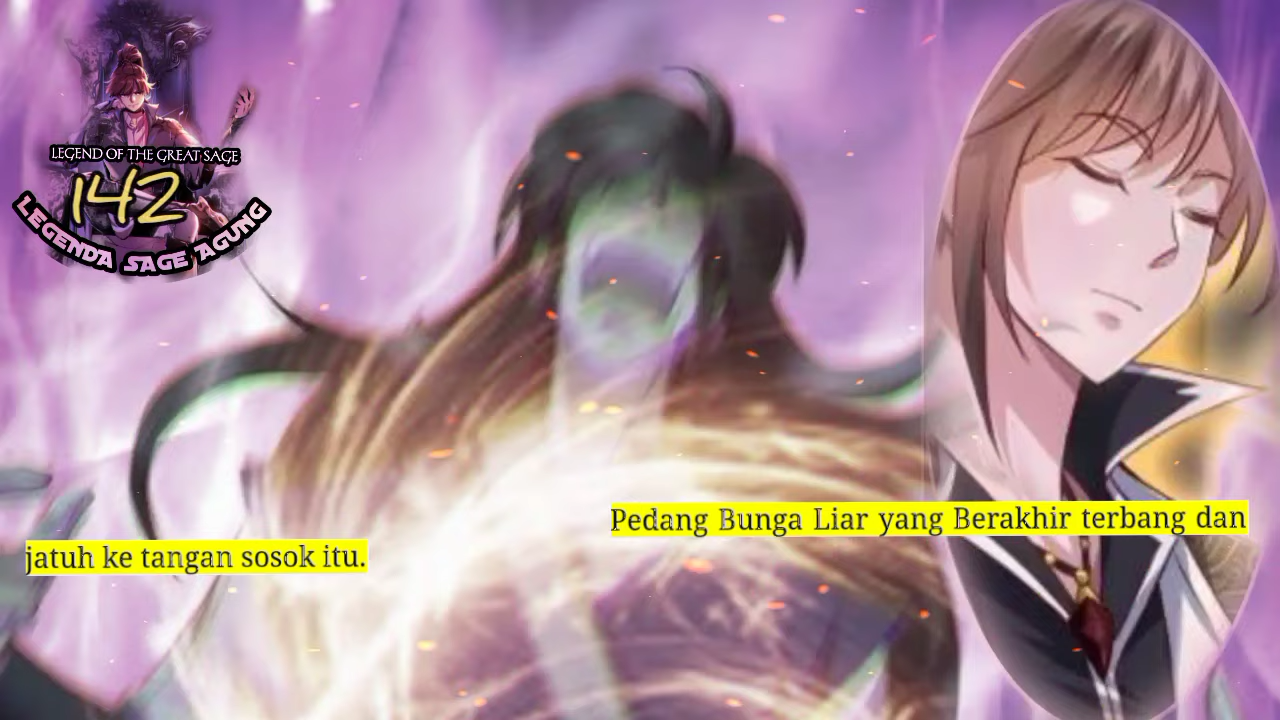 LEGEND OF THE GREAT SAGE
142
LEGENDA SAGE AGUNG
Pedang Bunga Liar yang Berakhir terbang dan
jatuh ke tangan sosok itu.